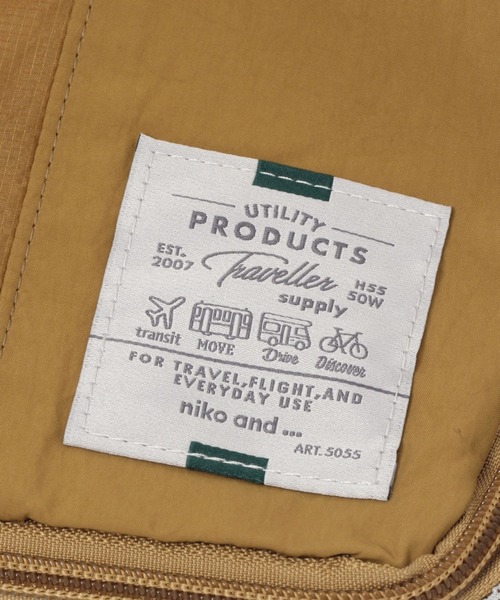 UTILITY
PRODUCTS
EST. 2007
Traveller
H55 50W
supply
transit MOVE Drive Discover
FOR TRAVEL,FLIGHT,AND
EVERYDAY USE
niko and ...
ART. 5055